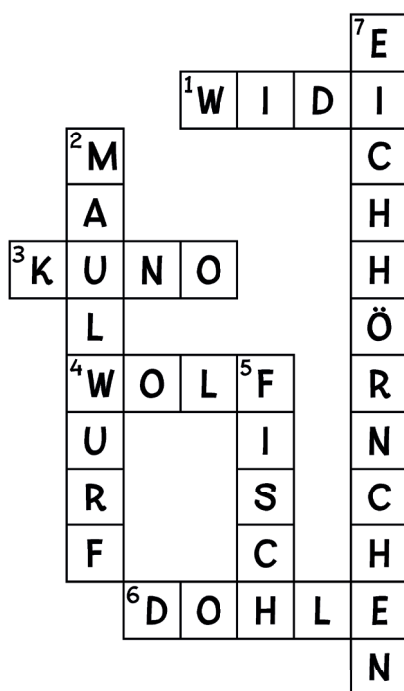 7 E
1 W I D I
2 M C
A H
3 K U N O H
L Ö
4 W O L 5 F R
U I N
R S C
F C H
6 D O H L E
N